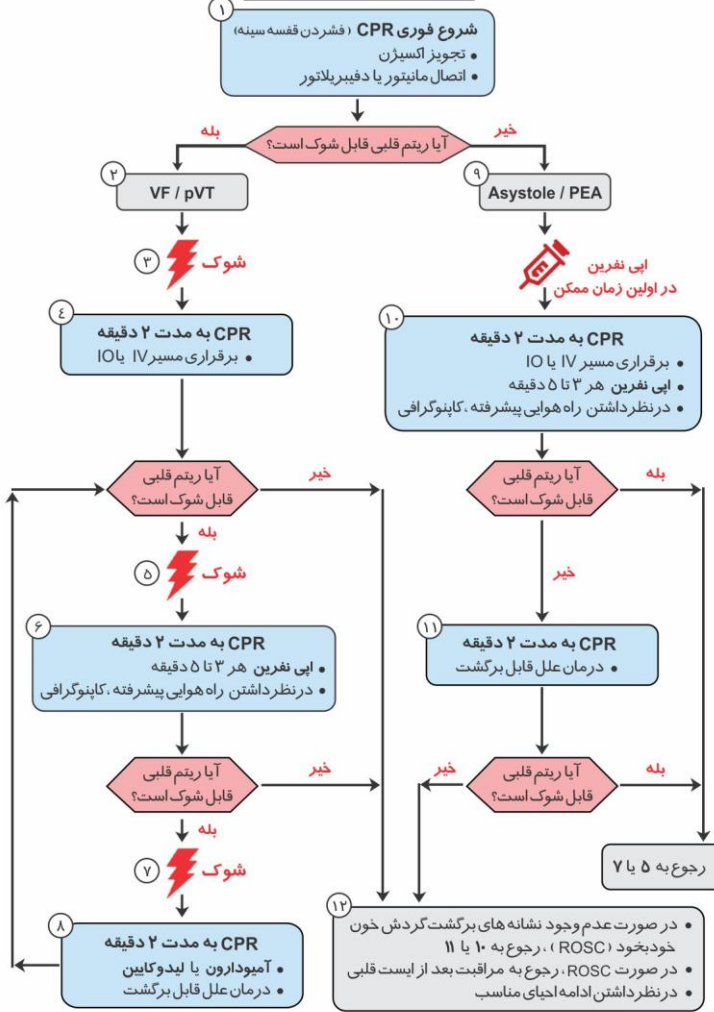 ۱
شروع فوری CPR (فشردن قفسه سینه)
• تجویز اکسیژن
• اتصال مانیتور یا دفیبریلاتور
آیا ریتم قلبی قابل شوک است؟
بله
خیر
۲
VF / pVT
۳
شوک
٤
CPR به مدت ۲ دقیقه
• برقراری مسیر IV یا IO
آیا ریتم قلبی
قابل شوک است؟
خیر
بله
۵
شوک
۶
CPR به مدت ۲ دقیقه
• اپی نفرین هر ۳ تا ۵ دقیقه
• درنظرداشتن راه هوایی پیشرفته، کاپنوگرافی
آیا ریتم قلبی
قابل شوک است؟
خیر
بله
۷
شوک
۸
CPR به مدت ۲ دقیقه
• آمیودارون یا لیدوکایین
• درمان علل قابل برگشت
۹
Asystole / PEA
اپی نفرین
در اولین زمان ممکن
۱۰
CPR به مدت ۲ دقیقه
• برقراری مسیر IV یا IO
• اپی نفرین هر ۳ تا ۵ دقیقه
• درنظرداشتن راه هوایی پیشرفته، کاپنوگرافی
آیا ریتم قلبی
قابل شوک است؟
بله
خیر
۱۱
CPR به مدت ۲ دقیقه
• درمان علل قابل برگشت
آیا ریتم قلبی
قابل شوک است؟
بله
خیر
رجوع به ۵ یا ۷
۱۲
• در صورت عدم وجود نشانه های برگشت گردش خون
خودبخود (ROSC)، رجوع به ۱۰ یا ۱۱
• در صورت ROSC، رجوع به مراقبت بعد از ایست قلبی
• درنظرداشتن ادامه احیای مناسب